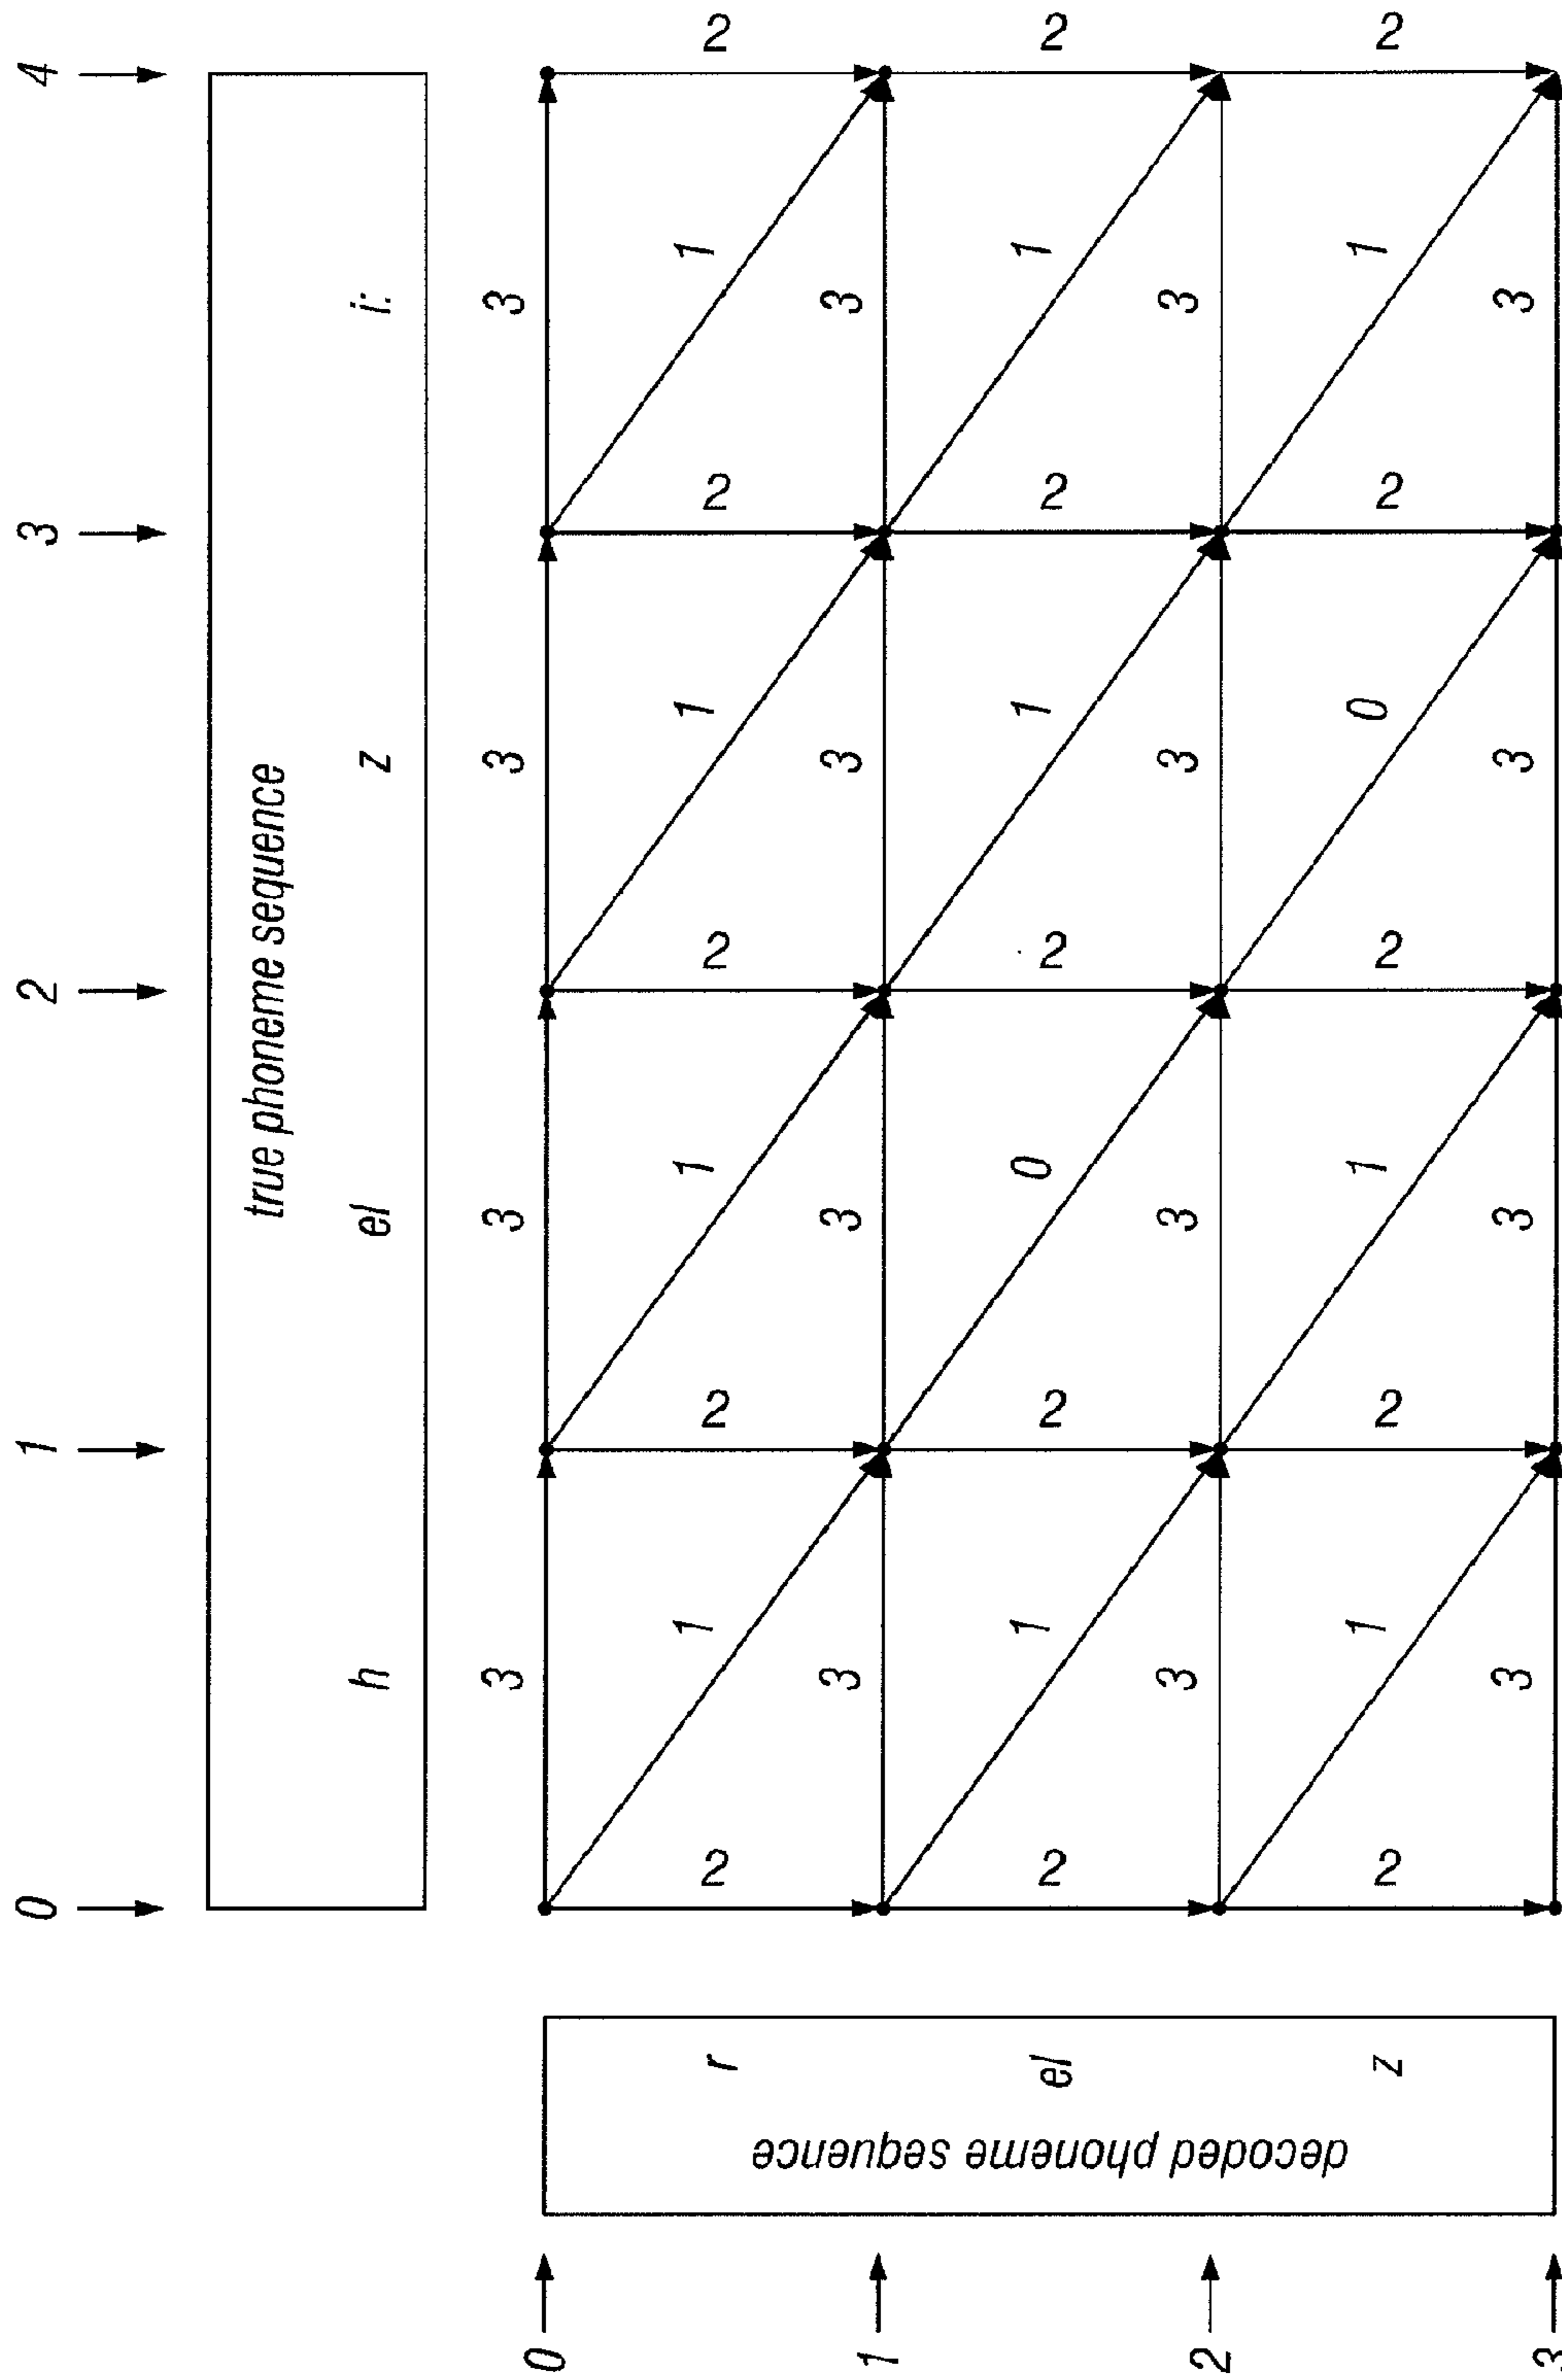 0 1 2 3 4
true phoneme sequence
h eI z i:
decoded phoneme sequence
3 3 3 3
0
r 2 1 2 1 2 1 2 1 2
3 3 3 3
1
eI 2 1 2 0 2 1 2 1 2
3 3 3 3
2
z 2 1 2 1 2 0 2 1 2
3 3 3 3
3